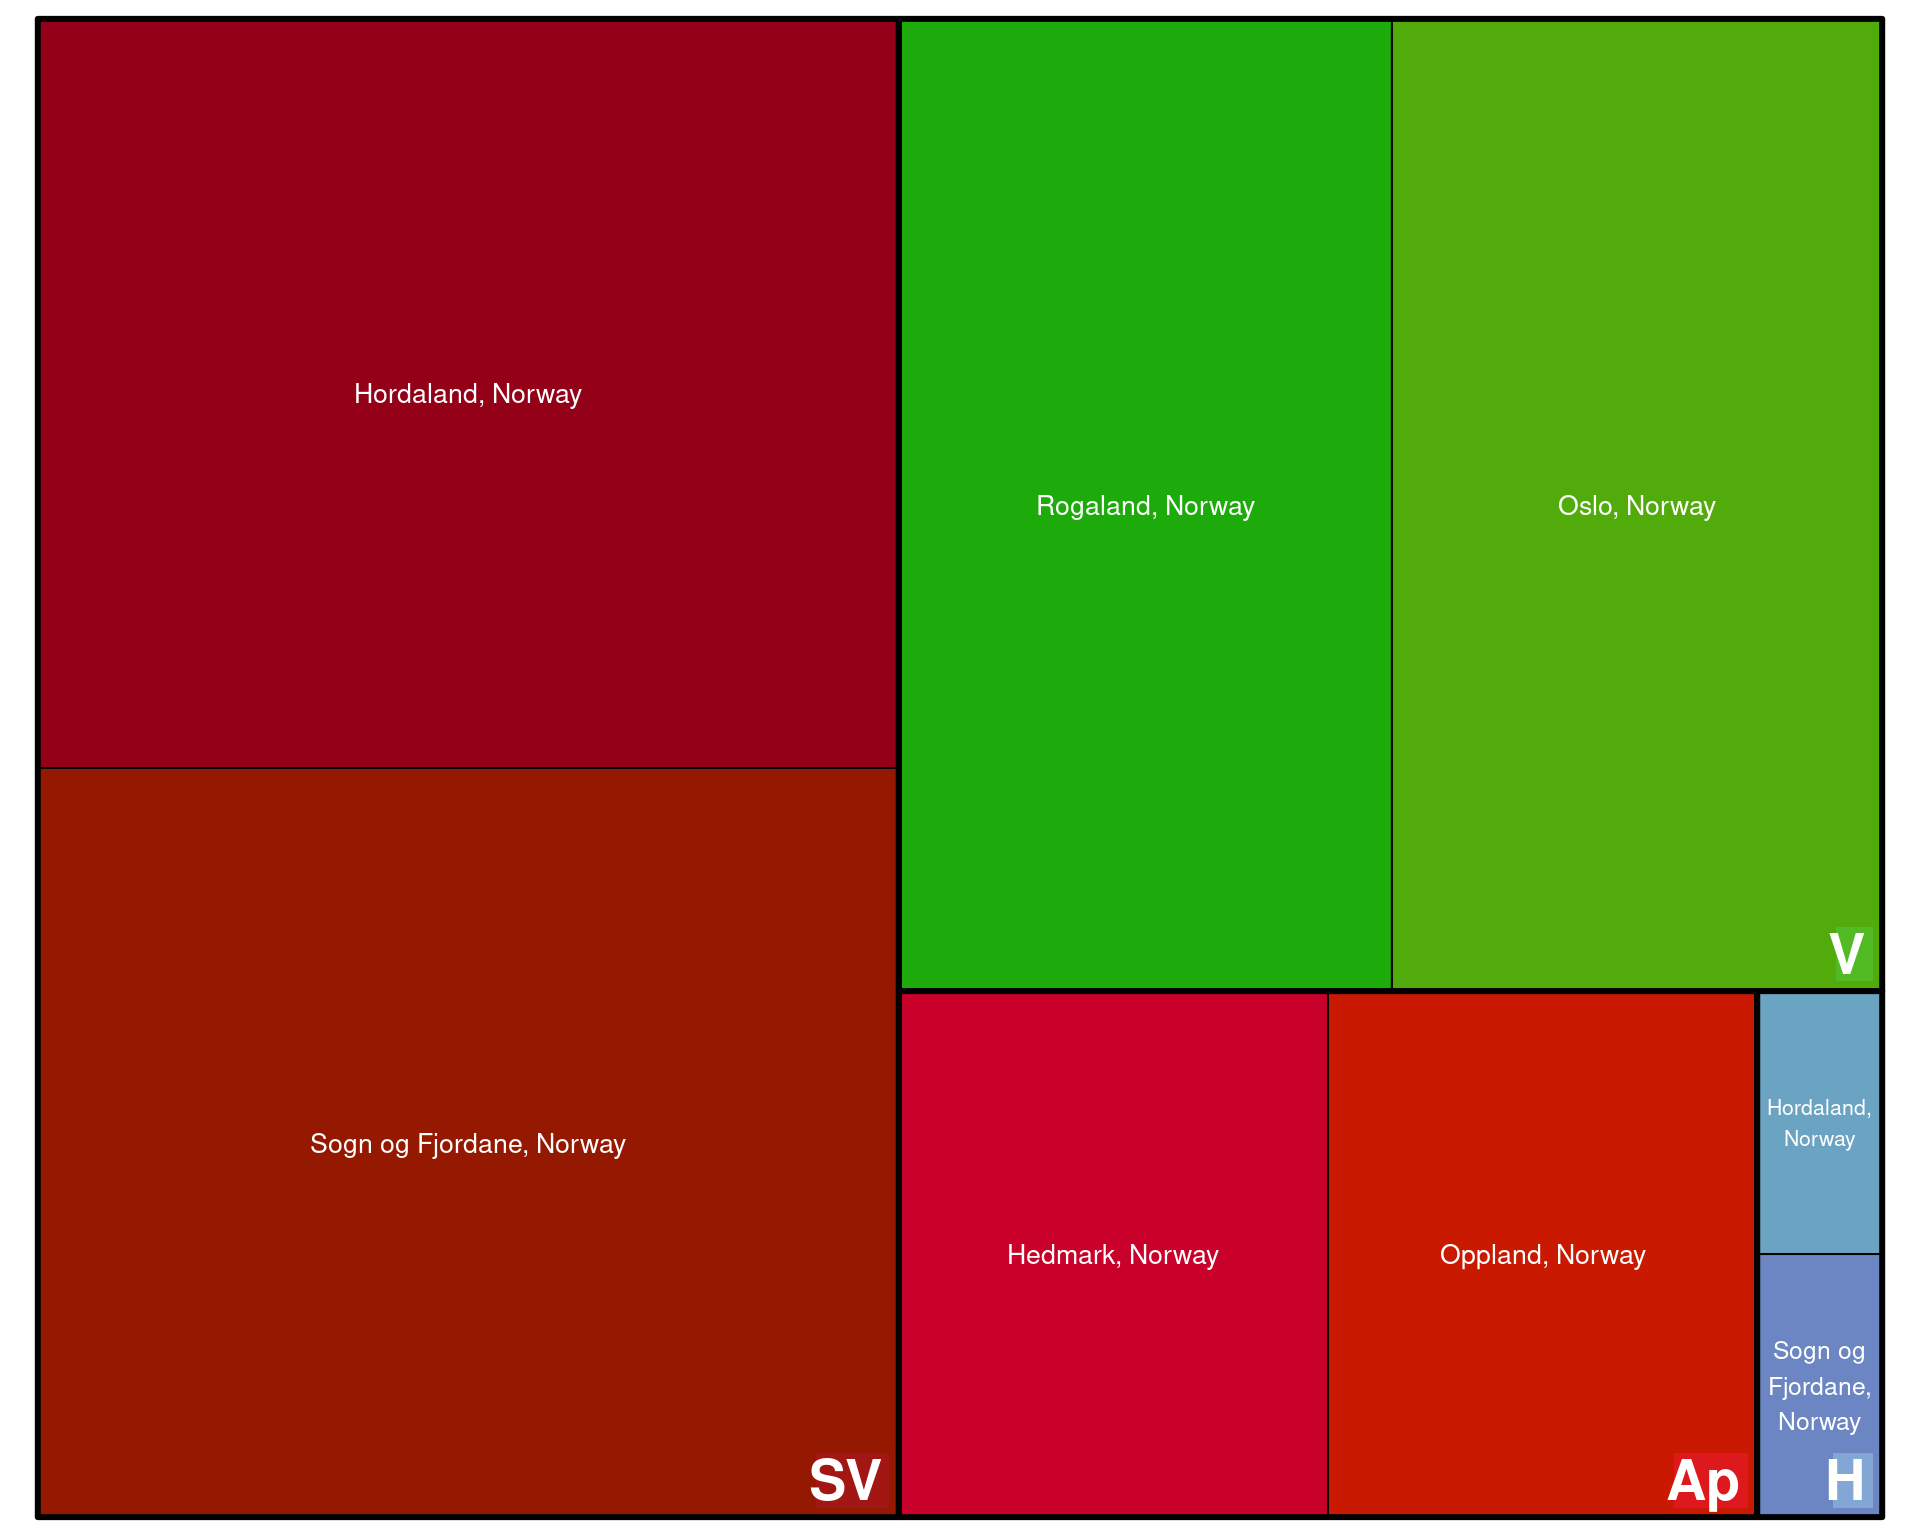 Hordaland, Norway
Sogn og Fjordane, Norway
SV
Rogaland, Norway
Oslo, Norway
V
Hedmark, Norway
Oppland, Norway
Ap
Hordaland,
Norway
Sogn og
Fjordane,
Norway
H